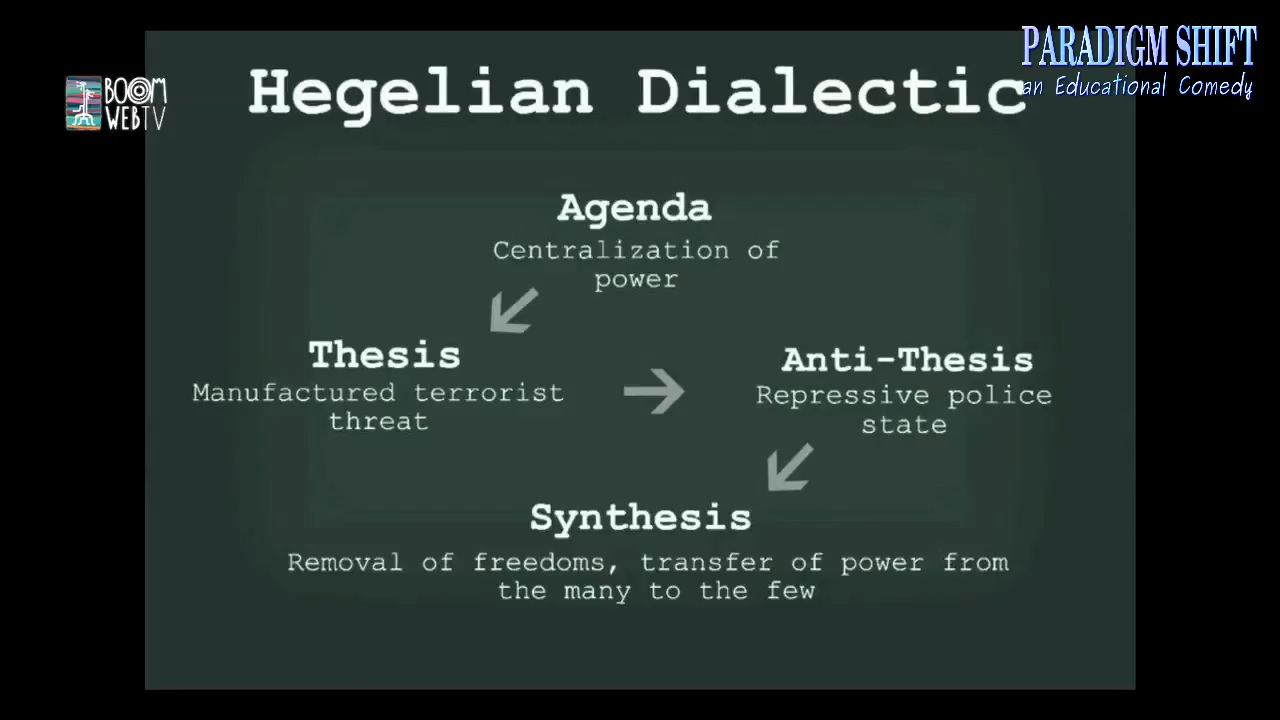 PARADIGM SHIFT
an Educational Comedy
BOOM
WEBTV
Hegelian Dialectic
Agenda
Centralization of
power
Thesis
Manufactured terrorist
threat
Anti-Thesis
Repressive police
state
Synthesis
Removal of freedoms, transfer of power from
the many to the few